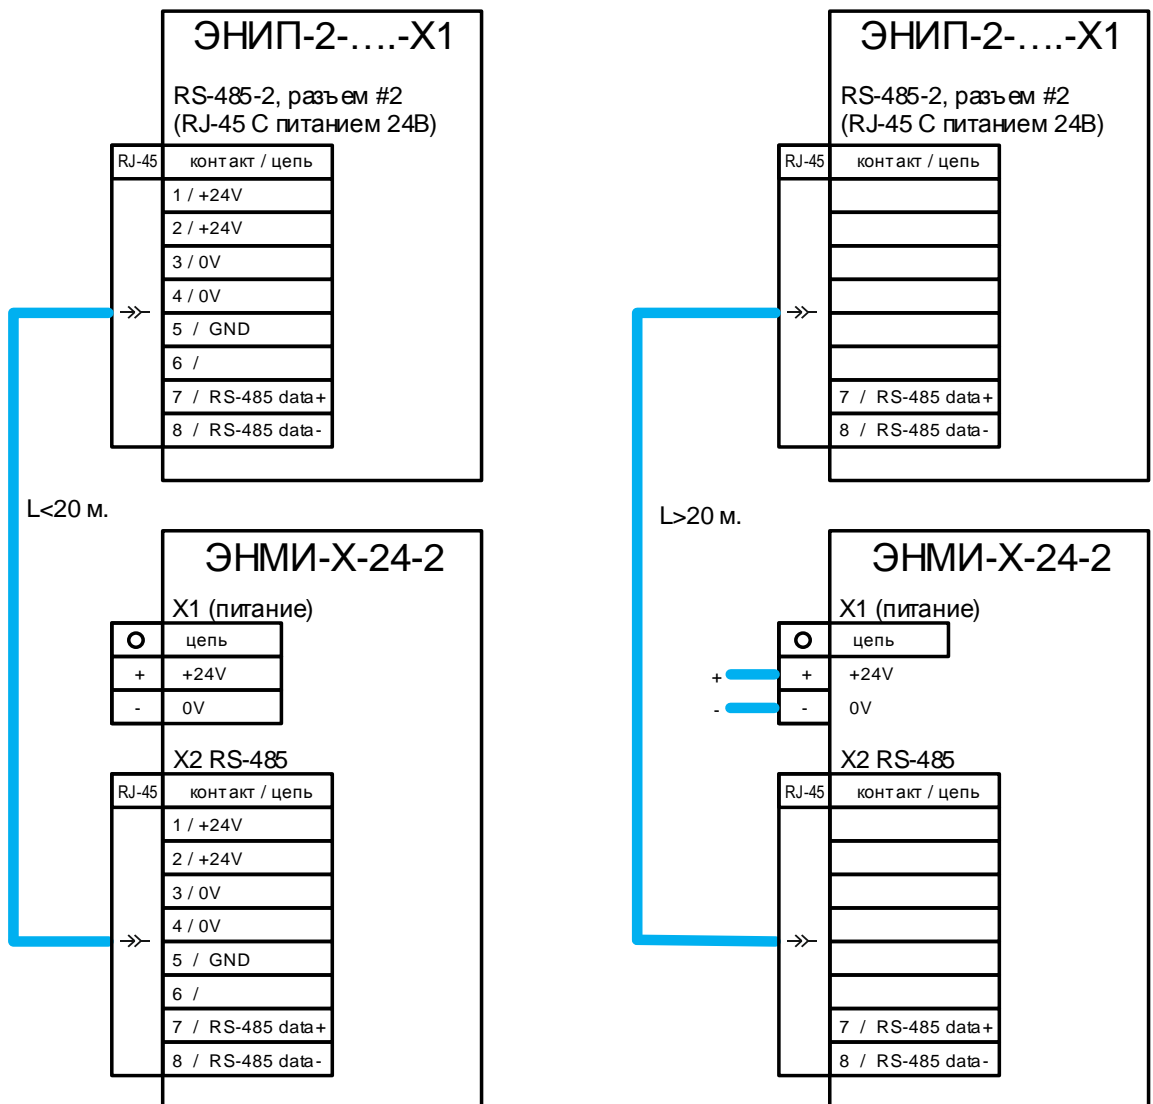 ЭНИП-2-….-X1
RS-485-2, разъем #2
(RJ-45 С питанием 24В)
RJ-45 контакт / цепь
1 / +24V
2 / +24V
3 / 0V
4 / 0V
5 / GND
6 /
7 / RS-485 data+
8 / RS-485 data-
L<20 м.
ЭНМИ-X-24-2
X1 (питание)
цепь
+ +24V
- 0V
X2 RS-485
RJ-45 контакт / цепь
1 / +24V
2 / +24V
3 / 0V
4 / 0V
5 / GND
6 /
7 / RS-485 data+
8 / RS-485 data-
ЭНИП-2-….-X1
RS-485-2, разъем #2
(RJ-45 С питанием 24В)
RJ-45 контакт / цепь
7 / RS-485 data+
8 / RS-485 data-
L>20 м.
ЭНМИ-X-24-2
X1 (питание)
цепь
+ + +24V
- - 0V
X2 RS-485
RJ-45 контакт / цепь
7 / RS-485 data+
8 / RS-485 data-